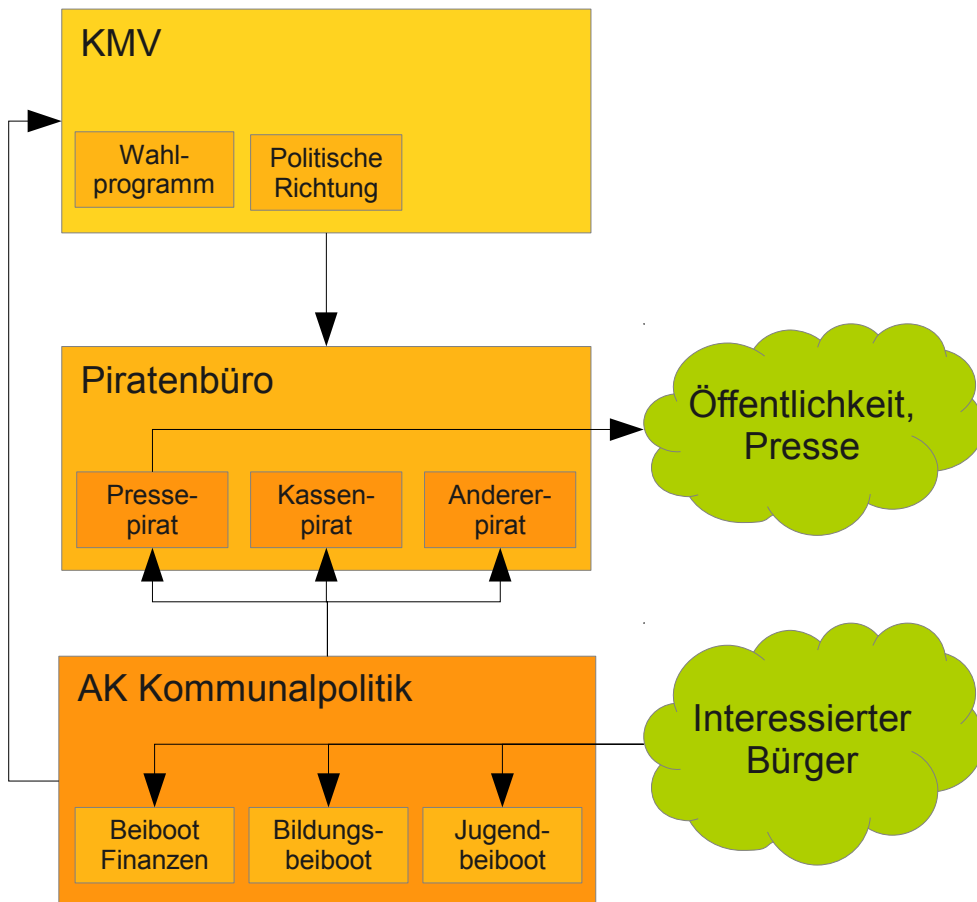 KMV
Wahl-
programm
Politische
Richtung
Piratenbüro
Presse-
pirat
Kassen-
pirat
Anderer-
pirat
Öffentlichkeit,
Presse
AK Kommunalpolitik
Beiboot
Finanzen
Bildungs-
beiboot
Jugend-
beiboot
Interessierter
Bürger